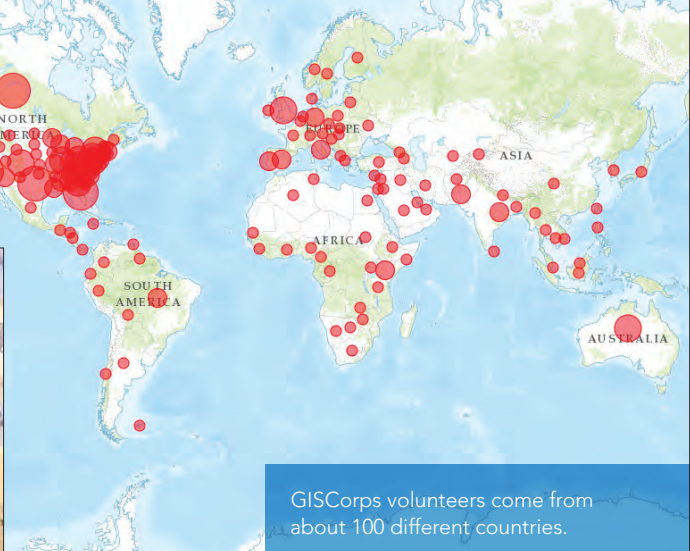 NORTH
AMERICA
EUROPE
ASIA
AFRICA
SOUTH
AMERICA
AUSTRALIA
GISCorps volunteers come from
about 100 different countries.